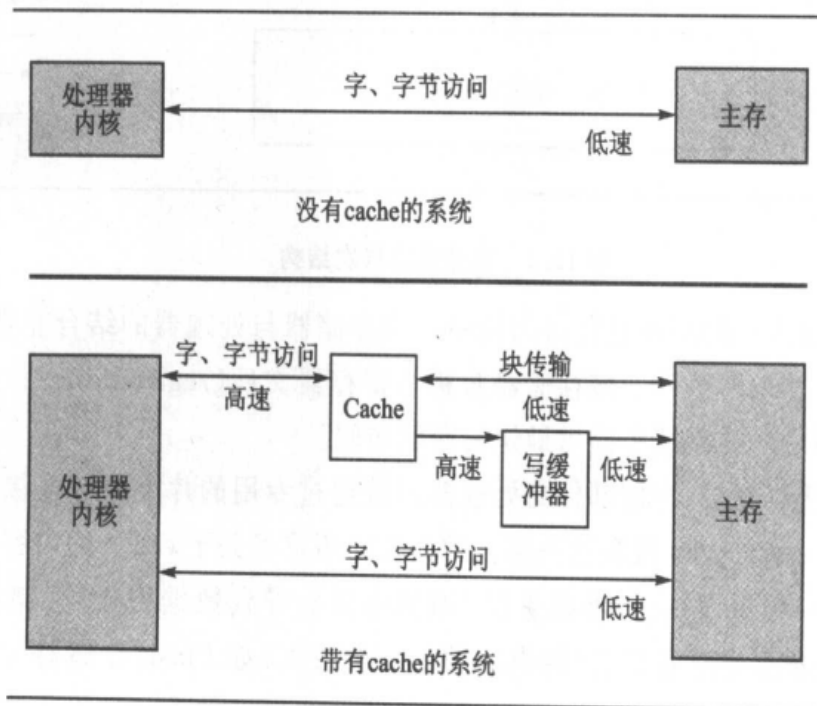 处理器
内核
字、字节访问
低速
主存
没有cache的系统
字、字节访问
高速
Cache
块传输
低速
高速
写缓
冲器
低速
处理器
内核
主存
字、字节访问
低速
带有cache的系统